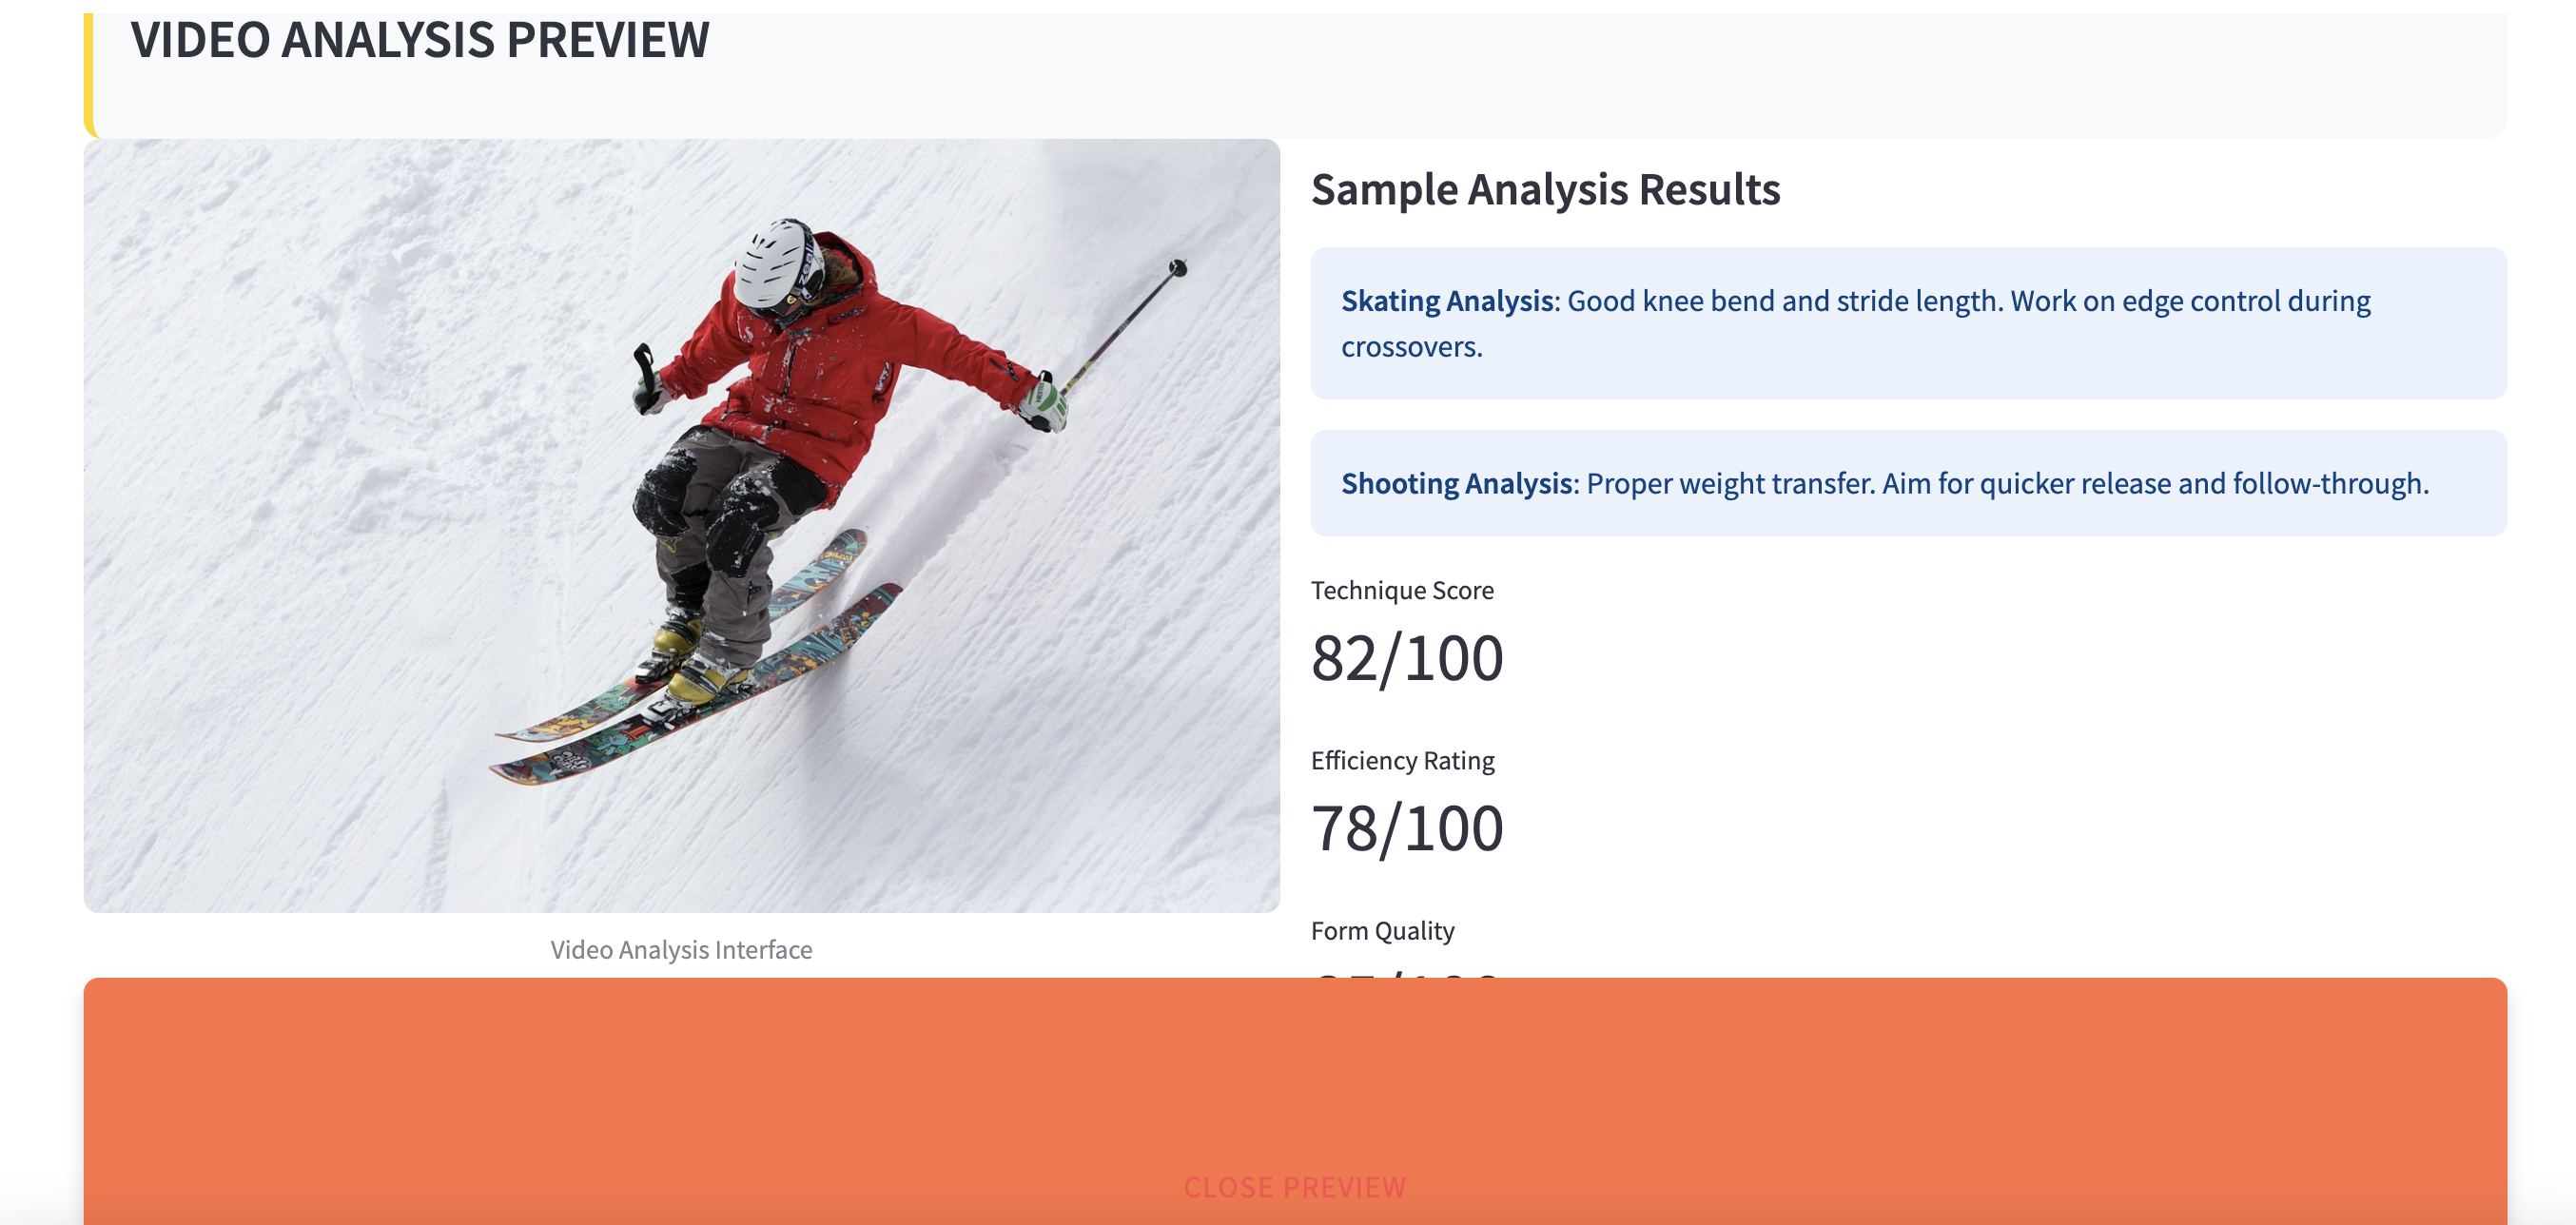 VIDEO ANALYSIS PREVIEW
Sample Analysis Results
Skating Analysis: Good knee bend and stride length. Work on edge control during
crossovers.
Shooting Analysis: Proper weight transfer. Aim for quicker release and follow-through.
Technique Score
82/100
Efficiency Rating
78/100
Form Quality
Video Analysis Interface
CLOSE PREVIEW